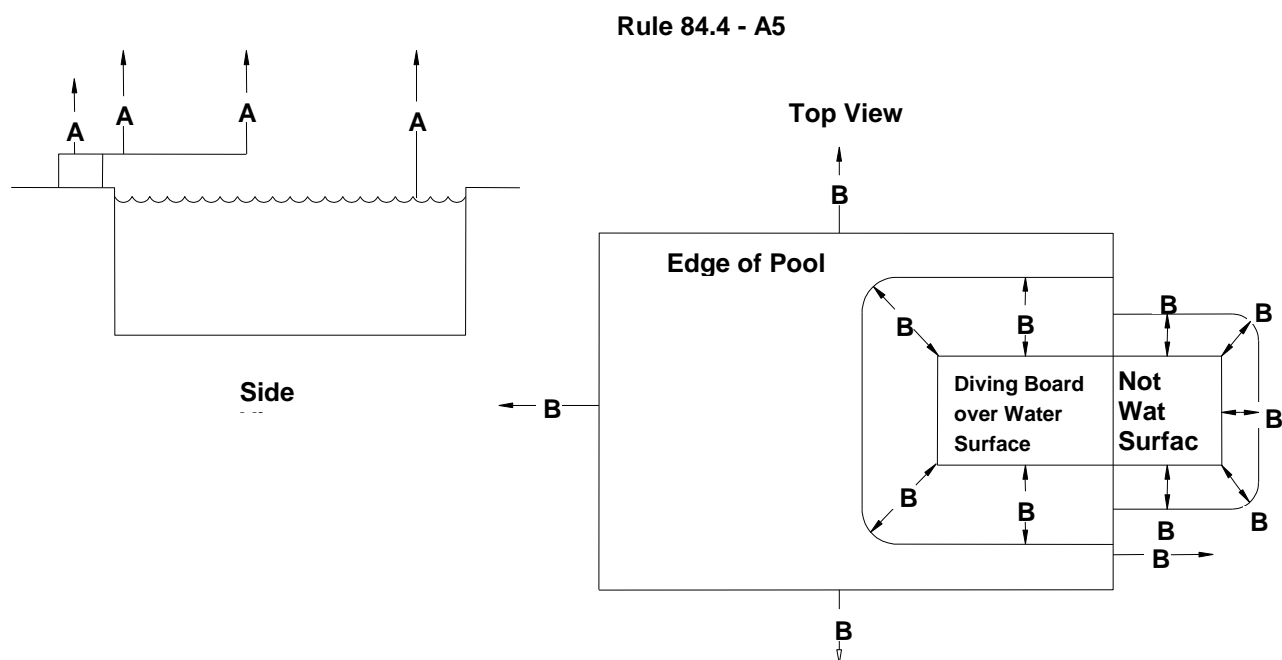 Rule 84.4 - A5
A
A
A
A
Top View
B
Edge of Pool
B
B
B
B
Side
Diving Board
over Water
Surface
Not
Wat
Surfac
B
B
B
B
B
B
B
B